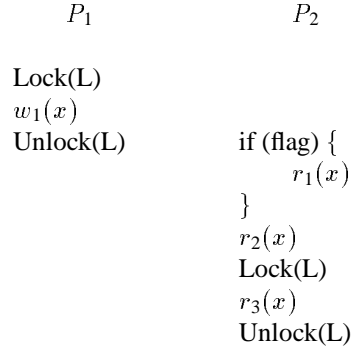 P₁ P₂
Lock(L)
w₁(x)
Unlock(L) if (flag) {
r₁(x)
}
r₂(x)
Lock(L)
r₃(x)
Unlock(L)